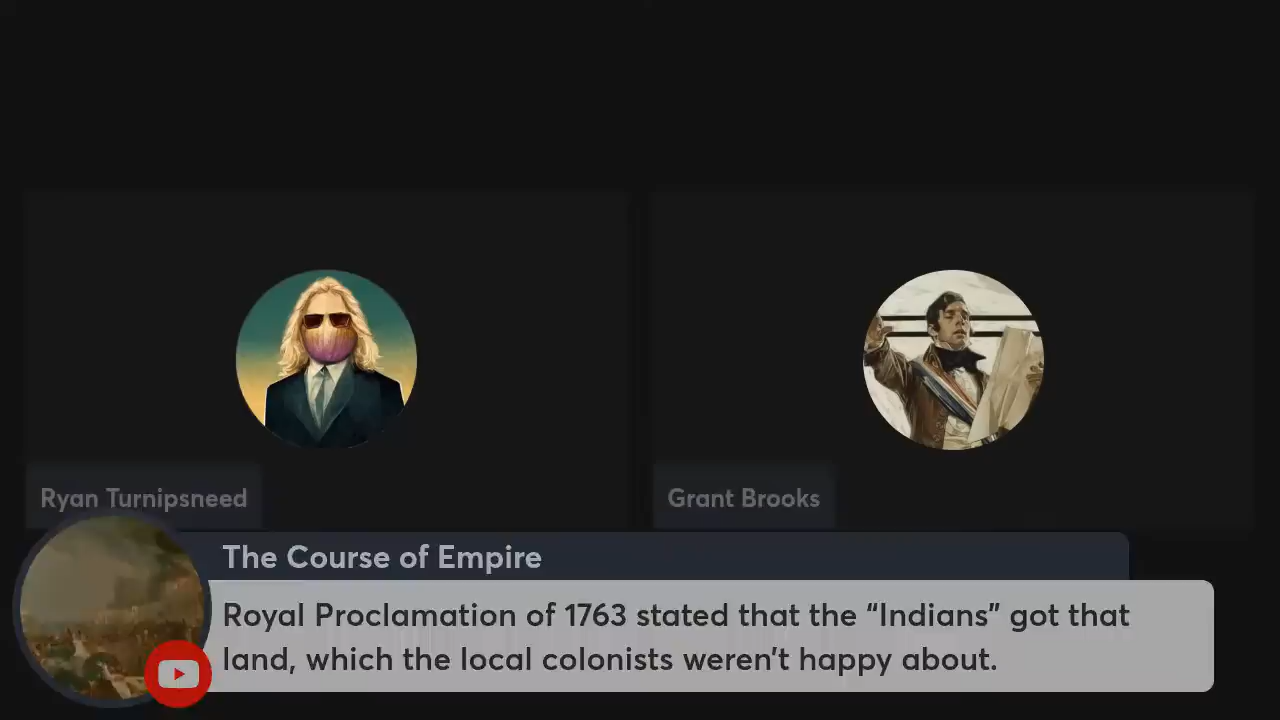 Ryan Turnipsneed
Grant Brooks
The Course of Empire
Royal Proclamation of 1763 stated that the “Indians” got that
land, which the local colonists weren’t happy about.